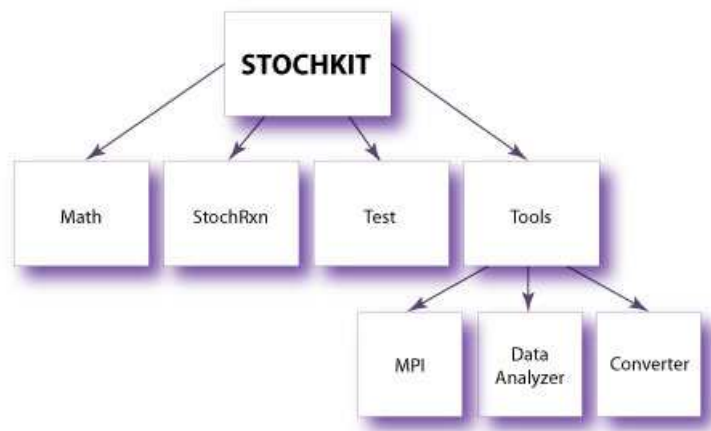 STOCHKIT
Math
StochRxn
Test
Tools
MPI
Data
Analyzer
Converter